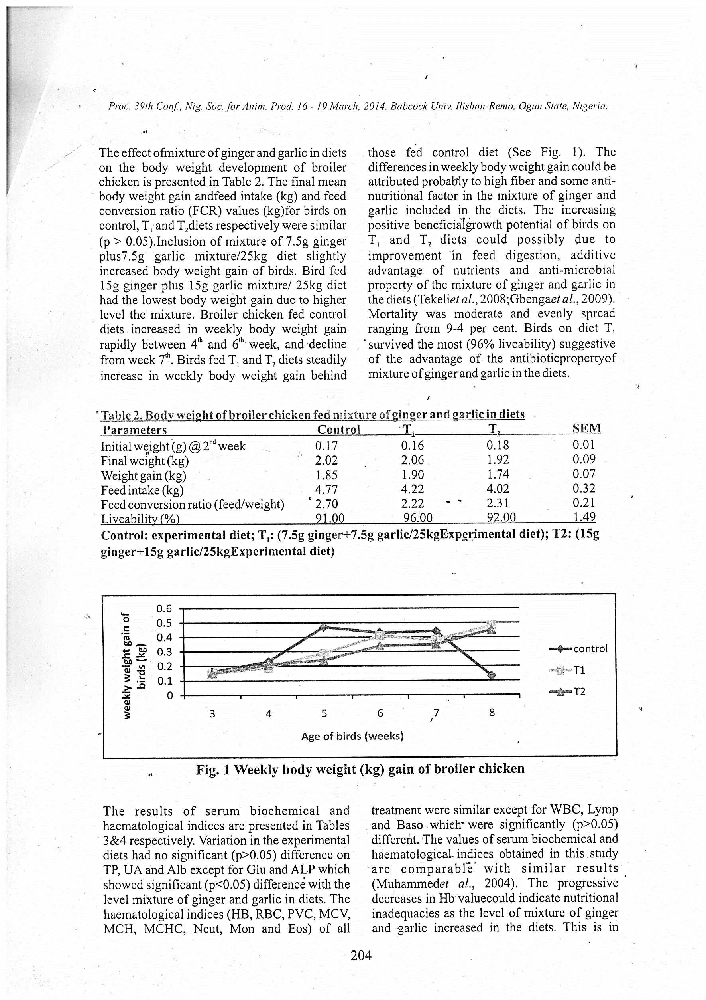 Proc. 39th Conf., Nig. Soc. for Anim. Prod. 16 - 19 March, 2014. Babcock Univ. Ilishan-Remo, Ogun State, Nigeria.
The effect ofmixture of ginger and garlic in diets
on the body weight development of broiler
chicken is presented in Table 2. The final mean
body weight gain andfeed intake (kg) and feed
conversion ratio (FCR) values (kg)for birds on
control, T₁ and T₂diets respectively were similar
(p > 0.05).Inclusion of mixture of 7.5g ginger
plus7.5g garlic mixture/25kg diet slightly
increased body weight gain of birds. Bird fed
15g ginger plus 15g garlic mixture/ 25kg diet
had the lowest body weight gain due to higher
level the mixture. Broiler chicken fed control
diets increased in weekly body weight gain
rapidly between 4th and 6th week, and decline
from week 7th. Birds fed T₁ and T₂ diets steadily
increase in weekly body weight gain behind
those fed control diet (See Fig. 1). The
differences in weekly body weight gain could be
attributed probably to high fiber and some anti-
nutritional factor in the mixture of ginger and
garlic included in the diets. The increasing
positive beneficialgrowth potential of birds on
T₁ and T₂ diets could possibly due to
improvement in feed digestion, additive
advantage of nutrients and anti-microbial
property of the mixture of ginger and garlic in
the diets (Tekeliet al., 2008;Gbengaet al., 2009).
Mortality was moderate and evenly spread
ranging from 9-4 per cent. Birds on diet T₁
survived the most (96% liveability) suggestive
of the advantage of the antibioticpropertyof
mixture of ginger and garlic in the diets.
Table 2. Body weight of broiler chicken fed mixture of ginger and garlic in diets
Parameters Control T₁ T₂ SEM
Initial weight (g) @ 2nd week 0.17 0.16 0.18 0.01
Final weight (kg) 2.02 2.06 1.92 0.09
Weight gain (kg) 1.85 1.90 1.74 0.07
Feed intake (kg) 4.77 4.22 4.02 0.32
Feed conversion ratio (feed/weight) 2.70 2.22 2.31 0.21
Liveability (%) 91.00 96.00 92.00 1.49
Control: experimental diet; T₁: (7.5g ginger+7.5g garlic/25kgExperimental diet); T2: (15g
ginger+15g garlic/25kgExperimental diet)
weekly weight gain of
birds (kg)
0.6
0.5
0.4
0.3
0.2
0.1
0
3 4 5 6 7 8
Age of birds (weeks)
control
T1
T2
Fig. 1 Weekly body weight (kg) gain of broiler chicken
The results of serum biochemical and
haematological indices are presented in Tables
3&4 respectively. Variation in the experimental
diets had no significant (p>0.05) difference on
TP, UA and Alb except for Glu and ALP which
showed significant (p<0.05) difference with the
level mixture of ginger and garlic in diets. The
haematological indices (HB, RBC, PVC, MCV,
MCH, MCHC, Neut, Mon and Eos) of all
treatment were similar except for WBC, Lymp
and Baso which were significantly (p>0.05)
different. The values of serum biochemical and
haematological indices obtained in this study
are comparable with similar results
(Muhammedet al., 2004). The progressive
decreases in Hb valuecould indicate nutritional
inadequacies as the level of mixture of ginger
and garlic increased in the diets. This is in
204